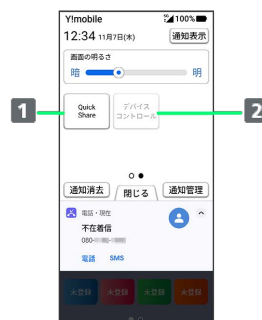 Y!mobile 5G 100%
12:34 11月7日(木) 通知表示
画面の明るさ
暗 明
1 Quick Share デバイスコントロール 2
通知消去 閉じる 通知管理
電話・現在
不在着信
080-
電話 SMS
未登録 未登録 未登録 未登録